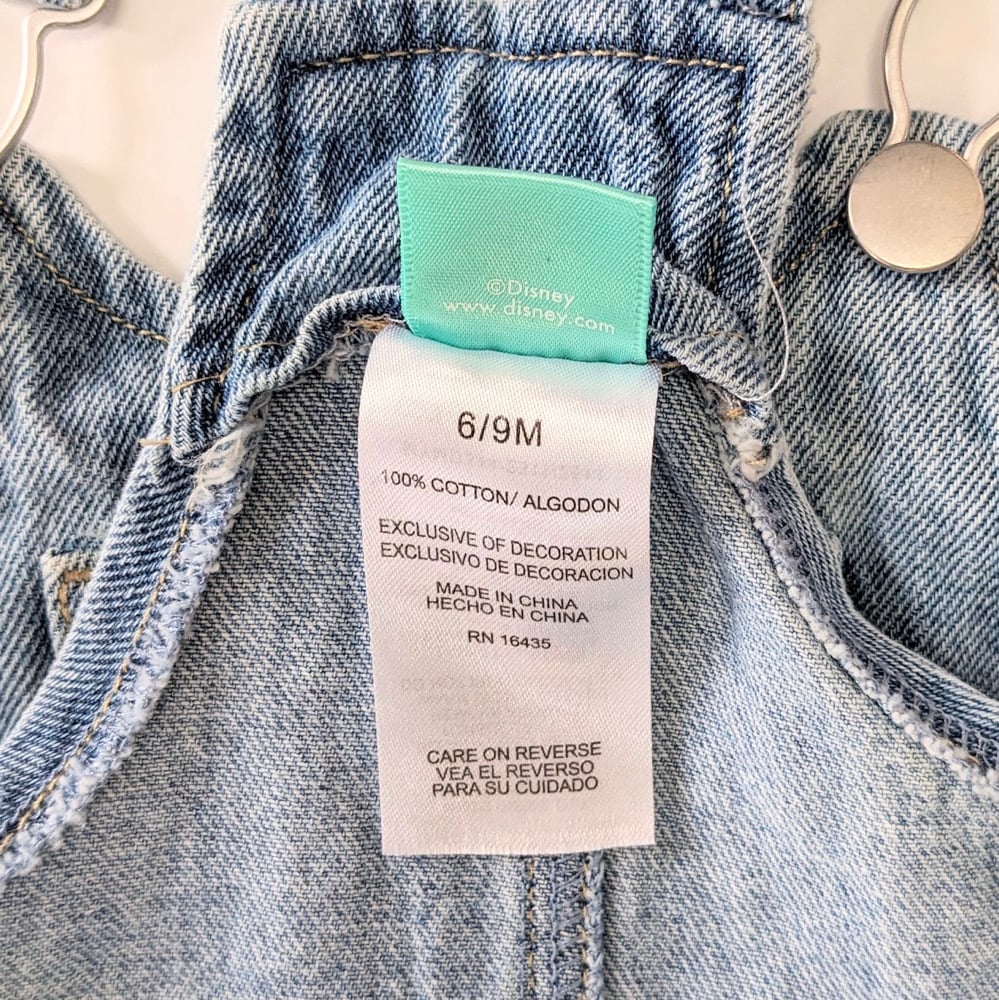 ©Disney
www.disney.com
6/9M
100% COTTON/ ALGODON
EXCLUSIVE OF DECORATION
EXCLUSIVO DE DECORACION
MADE IN CHINA
HECHO EN CHINA
RN 16435
CARE ON REVERSE
VEA EL REVERSO
PARA SU CUIDADO